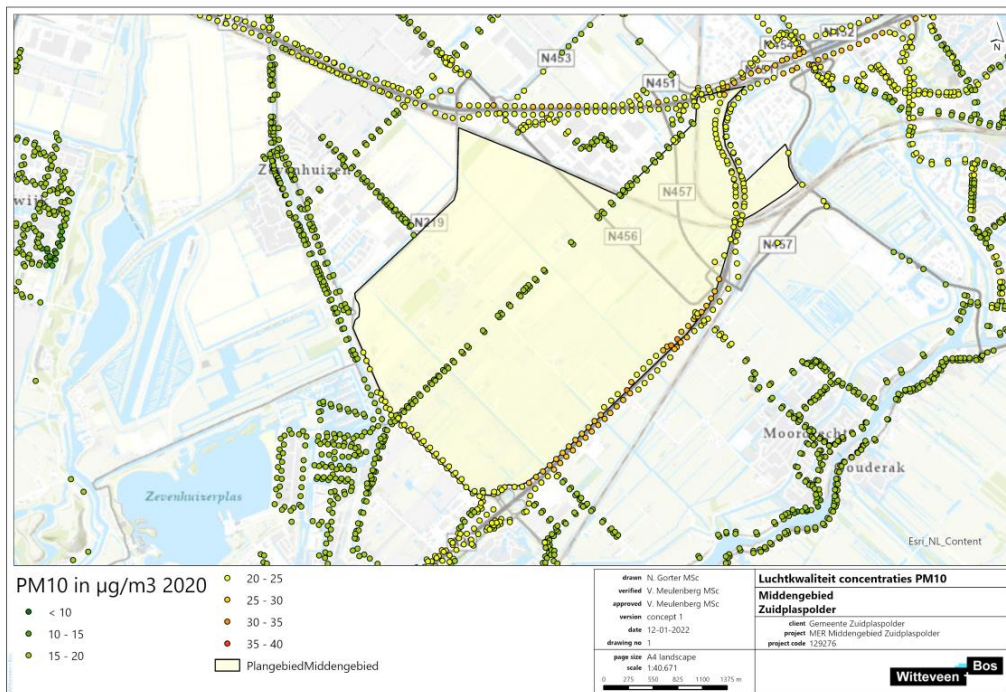 N453
N452
N454
N451
N
Zevenhuizen
wij
N457
N219
N456
N457
Moordrecht
Gouderak
Zevenhuizerplas
Esri_NL_Content
PM10 in µg/m3 2020
< 10
10 - 15
15 - 20
20 - 25
25 - 30
30 - 35
35 - 40
PlangebiedMiddengebied
drawn N. Gorter MSc
verified V. Meulenberg MSc
approved V. Meulenberg MSc
version concept 1
date 12-01-2022
drawing no 1
page size A4 landscape
scale 1:40.671
0 275 550 825 1100 1375 m
Luchtkwaliteit concentraties PM10
Middengebied
Zuidplaspolder
client Gemeente Zuidplaspolder
project MER Middengebied Zuidplaspolder
project code 129276
Witteveen Bos